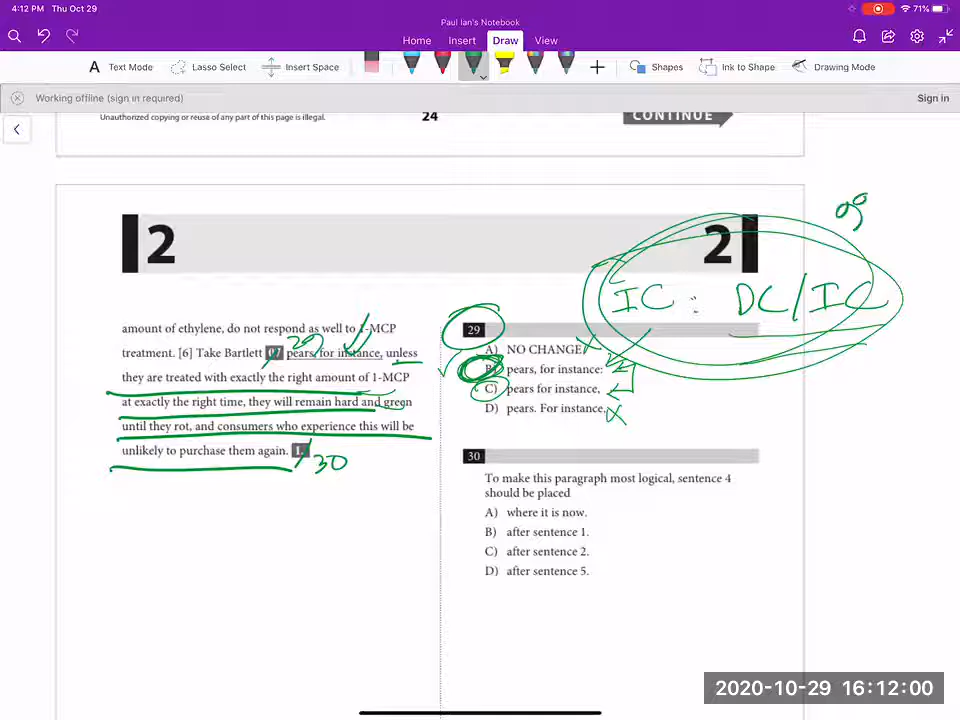 4:12 PM Thu Oct 29
71%
Paul Ian's Notebook
Home Insert Draw View
A Text Mode Lasso Select Insert Space Shapes Ink to Shape Drawing Mode
Working offline (sign in required) Sign in
Unauthorized copying or reuse of any part of this page is illegal. 24 CONTINUE
2 2
IC : DC/IC
amount of ethylene, do not respond as well to 1-MCP
treatment. [6] Take Bartlett 29 pears, for instance, unless
they are treated with exactly the right amount of 1-MCP
at exactly the right time, they will remain hard and green
until they rot, and consumers who experience this will be
unlikely to purchase them again. 30
29
A) NO CHANGE
B) pears, for instance:
C) pears for instance,
D) pears. For instance,
30
To make this paragraph most logical, sentence 4
should be placed
A) where it is now.
B) after sentence 1.
C) after sentence 2.
D) after sentence 5.
2020-10-29 16:12:00